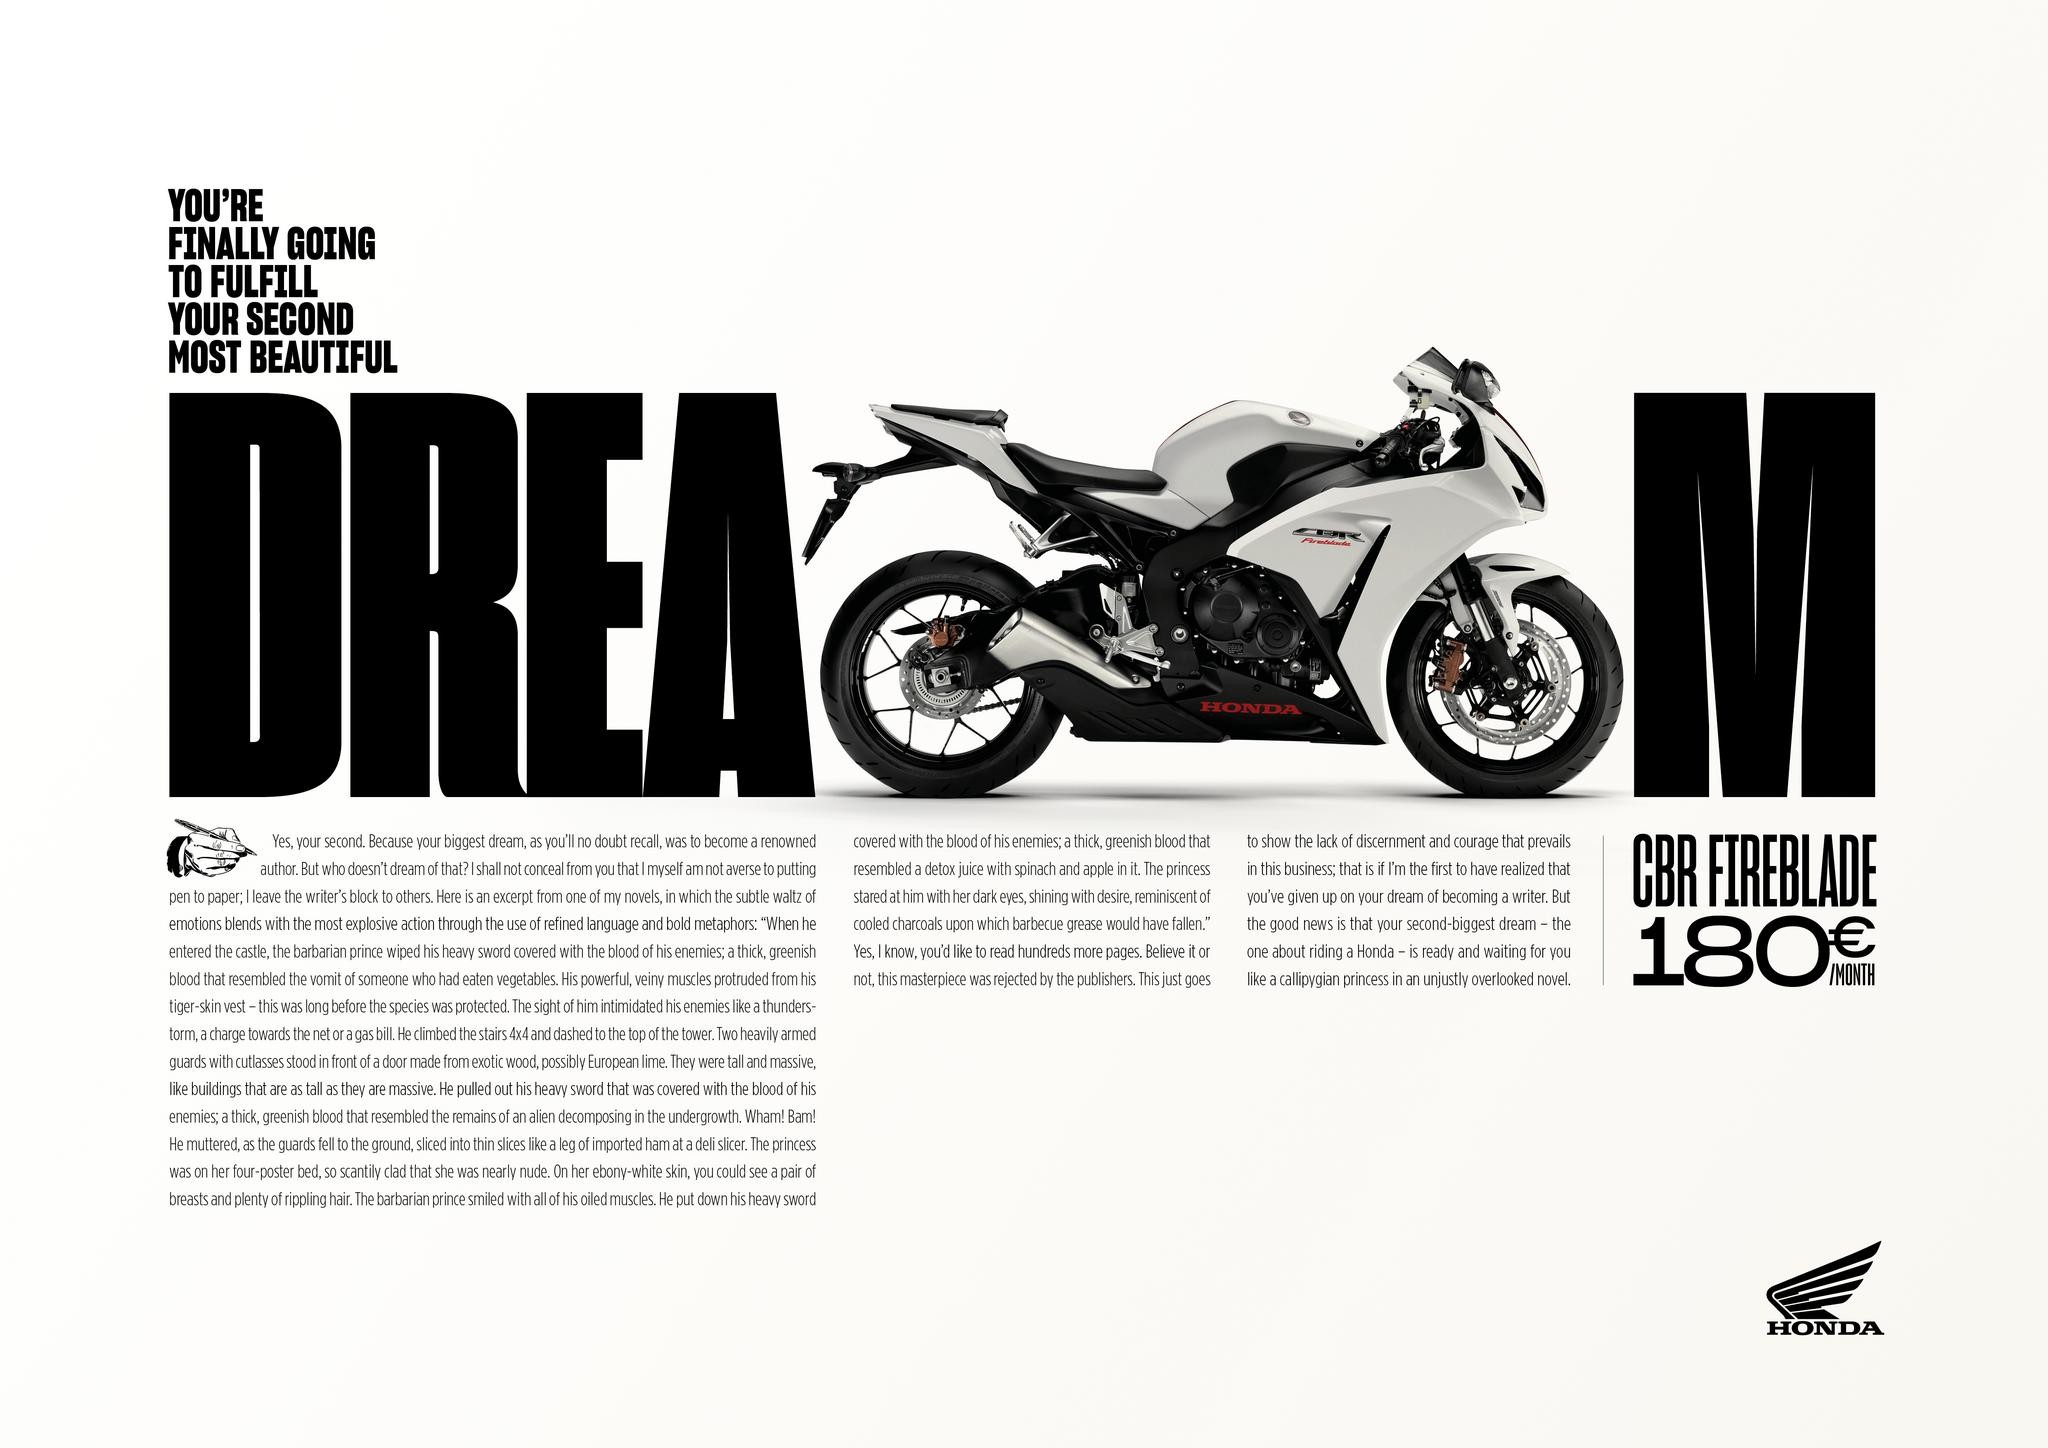 YOU'RE
FINALLY GOING
TO FULFILL
YOUR SECOND
MOST BEAUTIFUL
DREAM
CBR
Fireblade
HONDA
Yes, your second. Because your biggest dream, as you'll no doubt recall, was to become a renowned
author. But who doesn't dream of that? I shall not conceal from you that I myself am not averse to putting
pen to paper; I leave the writer's block to others. Here is an excerpt from one of my novels, in which the subtle waltz of
emotions blends with the most explosive action through the use of refined language and bold metaphors: “When he
entered the castle, the barbarian prince wiped his heavy sword covered with the blood of his enemies; a thick, greenish
blood that resembled the vomit of someone who had eaten vegetables. His powerful, veiny muscles protruded from his
tiger-skin vest – this was long before the species was protected. The sight of him intimidated his enemies like a thunders-
torm, a charge towards the net or a gas bill. He climbed the stairs 4x4 and dashed to the top of the tower. Two heavily armed
guards with cutlasses stood in front of a door made from exotic wood, possibly European lime. They were tall and massive,
like buildings that are as tall as they are massive. He pulled out his heavy sword that was covered with the blood of his
enemies; a thick, greenish blood that resembled the remains of an alien decomposing in the undergrowth. Wham! Bam!
He muttered, as the guards fell to the ground, sliced into thin slices like a leg of imported ham at a deli slicer. The princess
was on her four-poster bed, so scantily clad that she was nearly nude. On her ebony-white skin, you could see a pair of
breasts and plenty of rippling hair. The barbarian prince smiled with all of his oiled muscles. He put down his heavy sword
covered with the blood of his enemies; a thick, greenish blood that
resembled a detox juice with spinach and apple in it. The princess
stared at him with her dark eyes, shining with desire, reminiscent of
cooled charcoals upon which barbecue grease would have fallen.”
Yes, I know, you'd like to read hundreds more pages. Believe it or
not, this masterpiece was rejected by the publishers. This just goes
to show the lack of discernment and courage that prevails
in this business; that is if I'm the first to have realized that
you've given up on your dream of becoming a writer. But
the good news is that your second-biggest dream – the
one about riding a Honda – is ready and waiting for you
like a callipygian princess in an unjustly overlooked novel.
CBR FIREBLADE
180€
/MONTH
HONDA